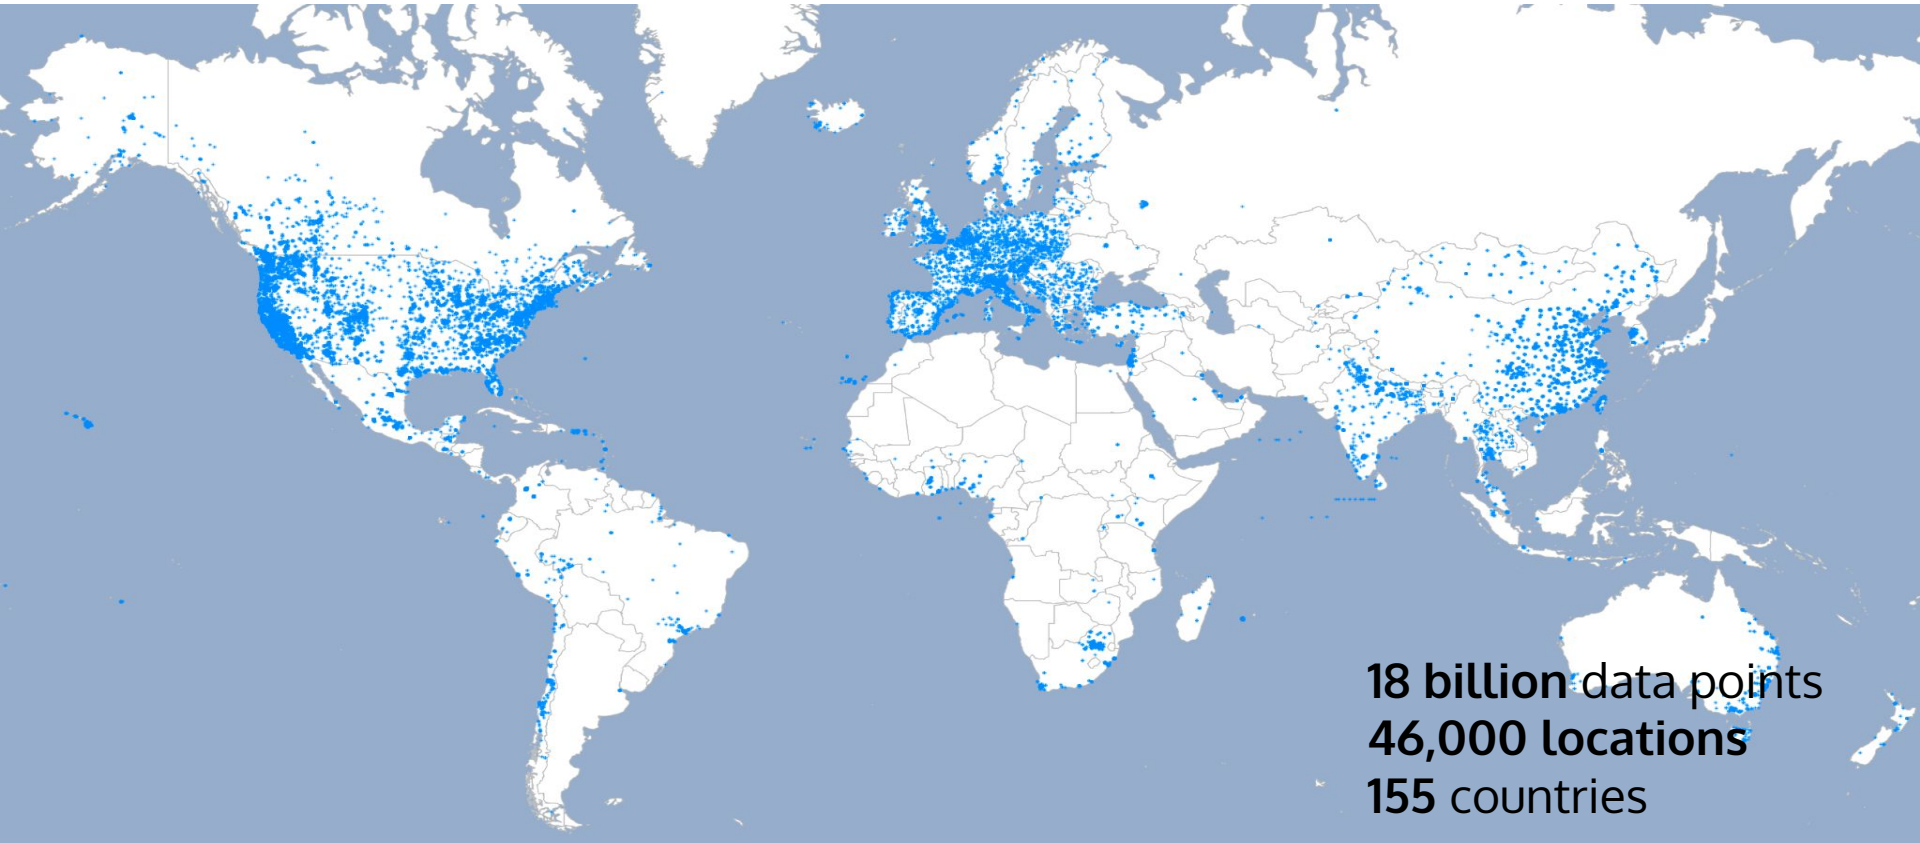 18 billion data points
46,000 locations
155 countries